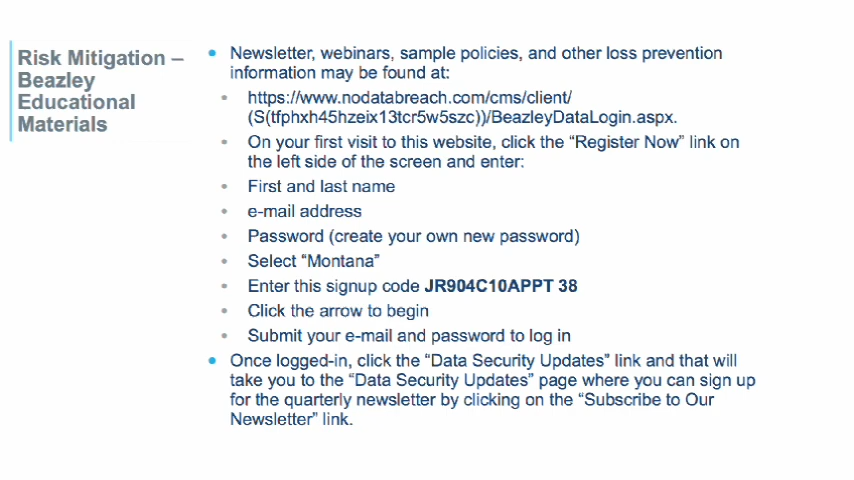 Risk Mitigation –
Beazley
Educational
Materials
• Newsletter, webinars, sample policies, and other loss prevention
information may be found at:
• https://www.nodatabreach.com/cms/client/
(S(tfphxh45hzeix13tcr5w5szc))/BeazleyDataLogin.aspx.
• On your first visit to this website, click the “Register Now” link on
the left side of the screen and enter:
• First and last name
• e-mail address
• Password (create your own new password)
• Select “Montana”
• Enter this signup code JR904C10APPT 38
• Click the arrow to begin
• Submit your e-mail and password to log in
• Once logged-in, click the “Data Security Updates” link and that will
take you to the “Data Security Updates” page where you can sign up
for the quarterly newsletter by clicking on the “Subscribe to Our
Newsletter” link.